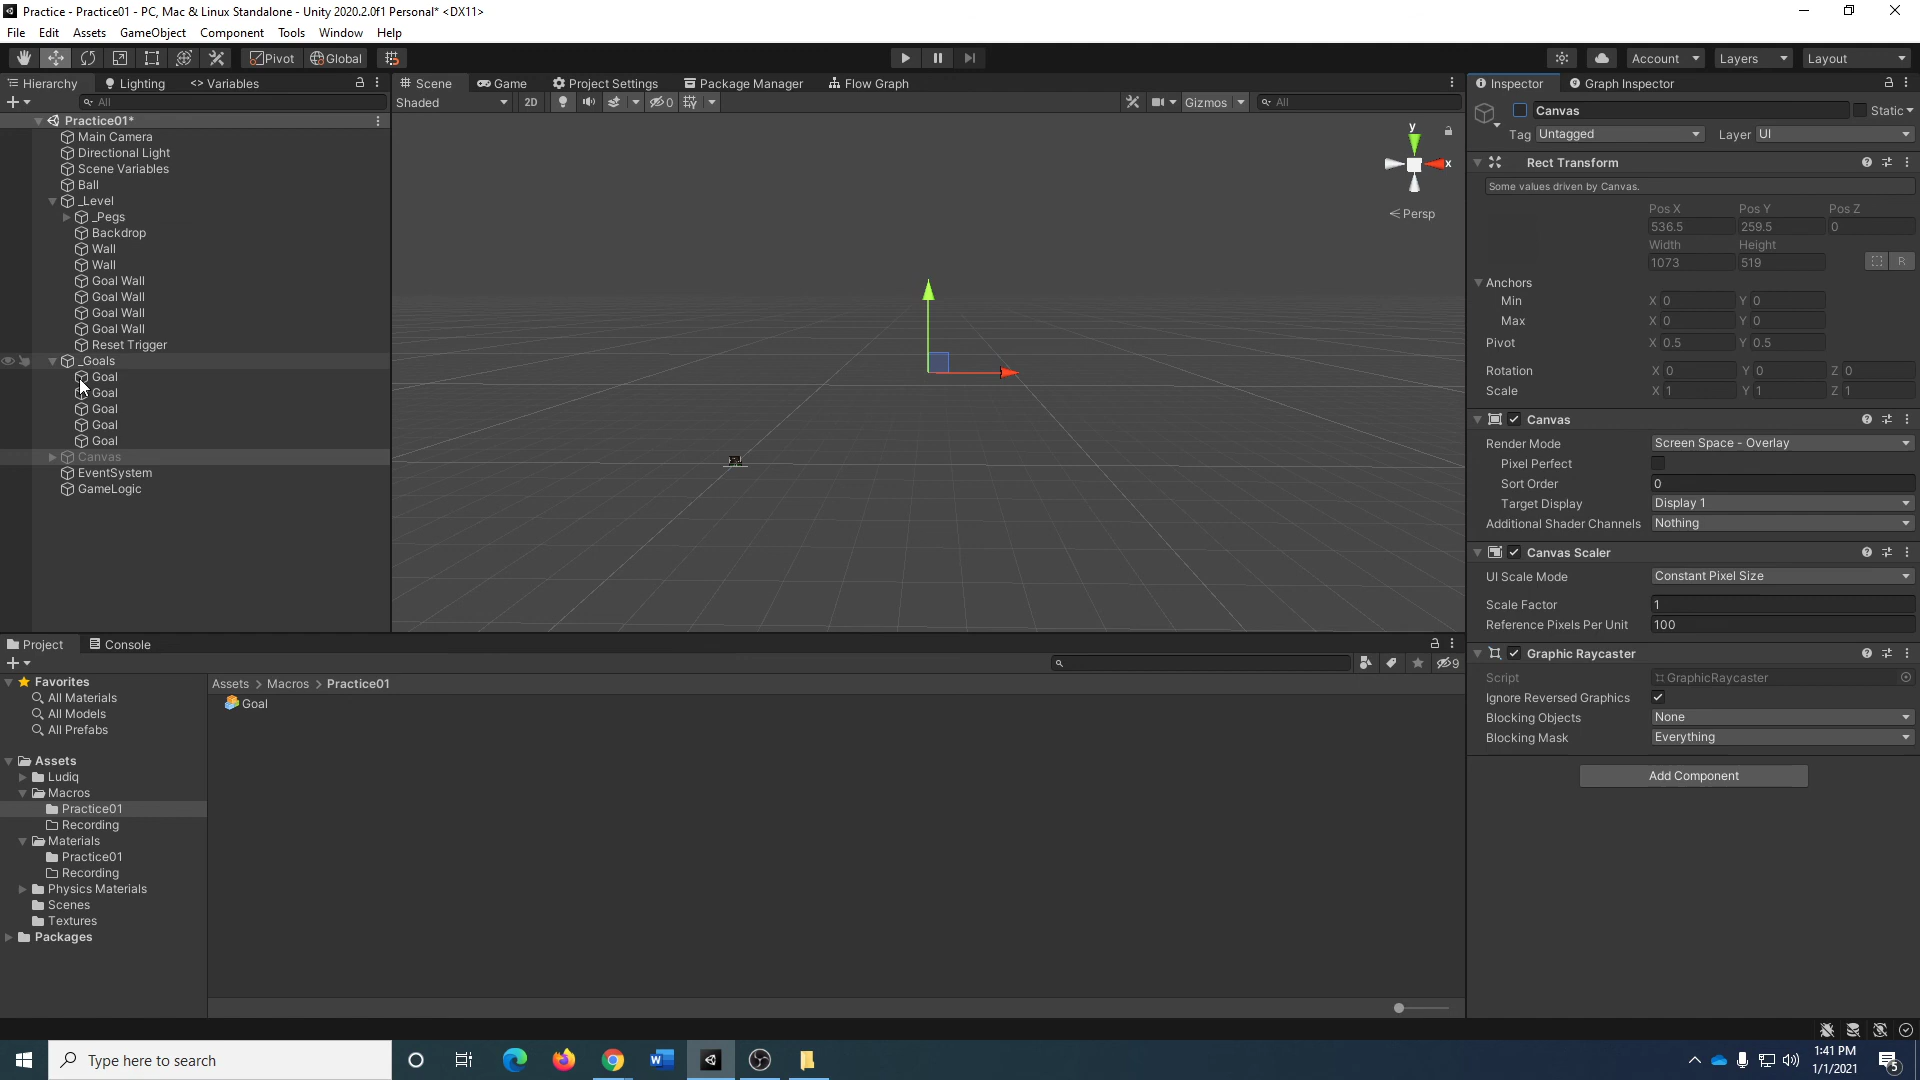 Practice - Practice01 - PC, Mac & Linux Standalone - Unity 2020.2.0f1 Personal* <DX11>
File Edit Assets GameObject Component Tools Window Help
Pivot Global Account Layers Layout
Hierarchy Lighting <> Variables Scene Game Project Settings Package Manager Flow Graph Inspector Graph Inspector
All Shaded 2D 0 Gizmos All
Practice01*
Main Camera
Directional Light
Scene Variables
Ball
_Level
_Pegs
Backdrop
Wall
Wall
Goal Wall
Goal Wall
Goal Wall
Goal Wall
Reset Trigger
_Goals
Goal
Goal
Goal
Goal
Goal
Canvas
EventSystem
GameLogic
y
x
Persp
Canvas Static
Tag Untagged Layer UI
Rect Transform
Some values driven by Canvas.
Pos X Pos Y Pos Z
536.5 259.5 0
Width Height
1073 519 R
Anchors
Min X 0 Y 0
Max X 0 Y 0
Pivot X 0.5 Y 0.5
Rotation X 0 Y 0 Z 0
Scale X 1 Y 1 Z 1
Canvas
Render Mode Screen Space - Overlay
Pixel Perfect
Sort Order 0
Target Display Display 1
Additional Shader Channels Nothing
Canvas Scaler
UI Scale Mode Constant Pixel Size
Scale Factor 1
Reference Pixels Per Unit 100
Graphic Raycaster
Script GraphicRaycaster
Ignore Reversed Graphics
Blocking Objects None
Blocking Mask Everything
Add Component
Project Console
9
Favorites
All Materials
All Models
All Prefabs
Assets
Ludiq
Macros
Practice01
Recording
Materials
Practice01
Recording
Physics Materials
Scenes
Textures
Packages
Assets > Macros > Practice01
Goal
Type here to search
1:41 PM
1/1/2021
5